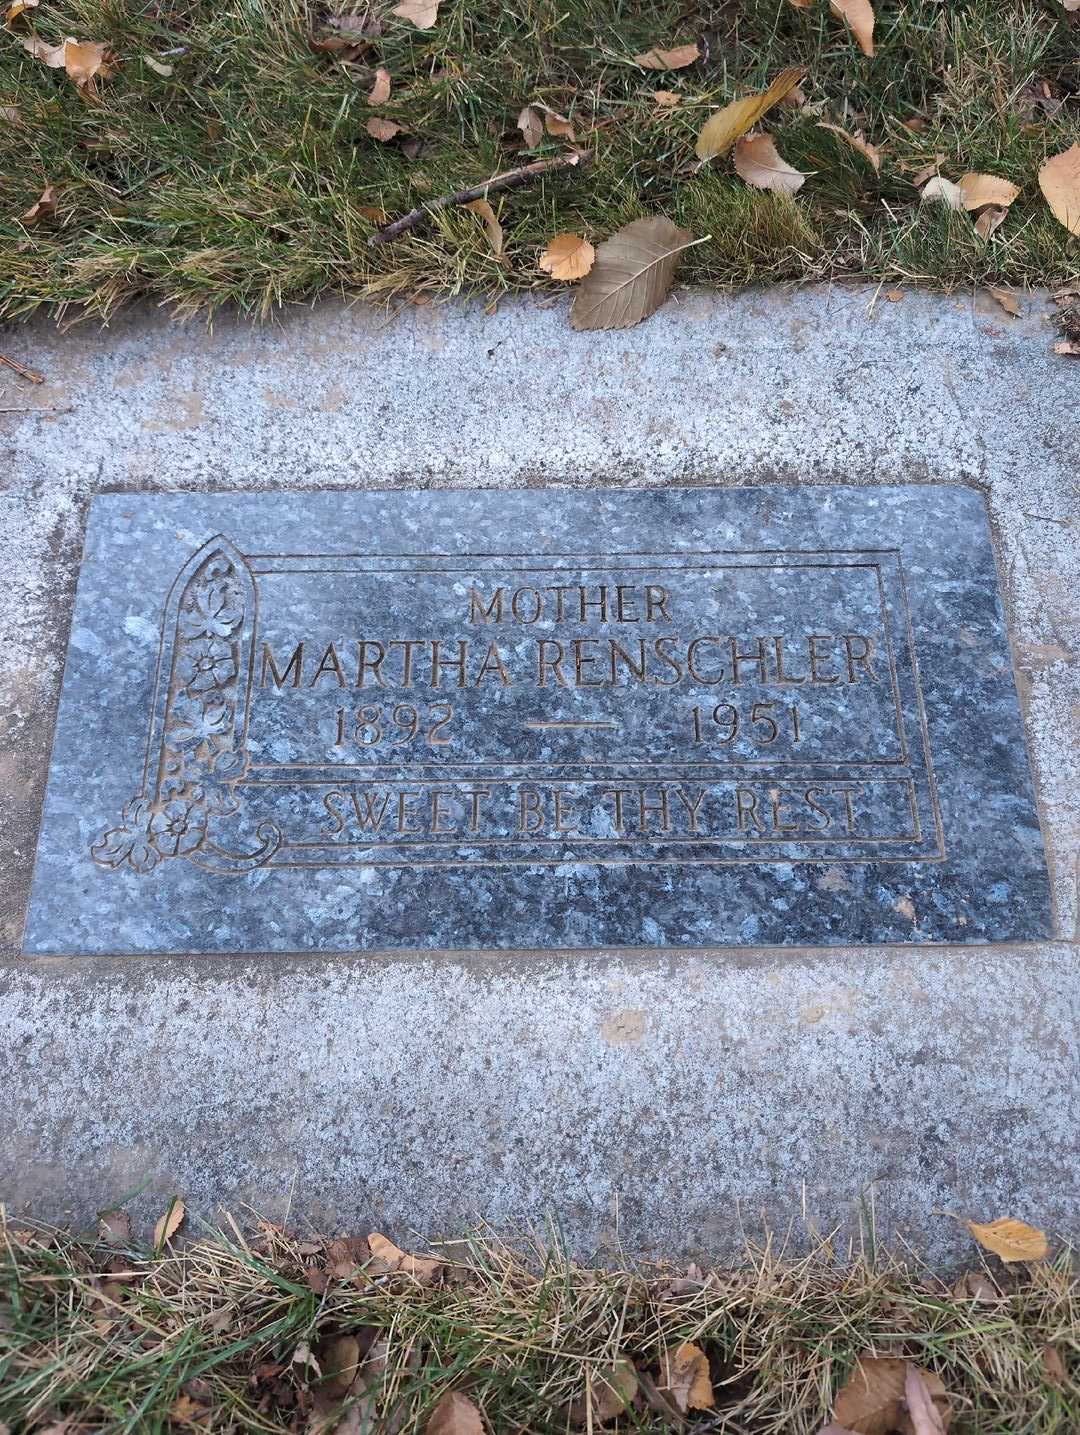 MOTHER
MARTHA RENSCHLER
1892 — 1951
SWEET BE THY REST